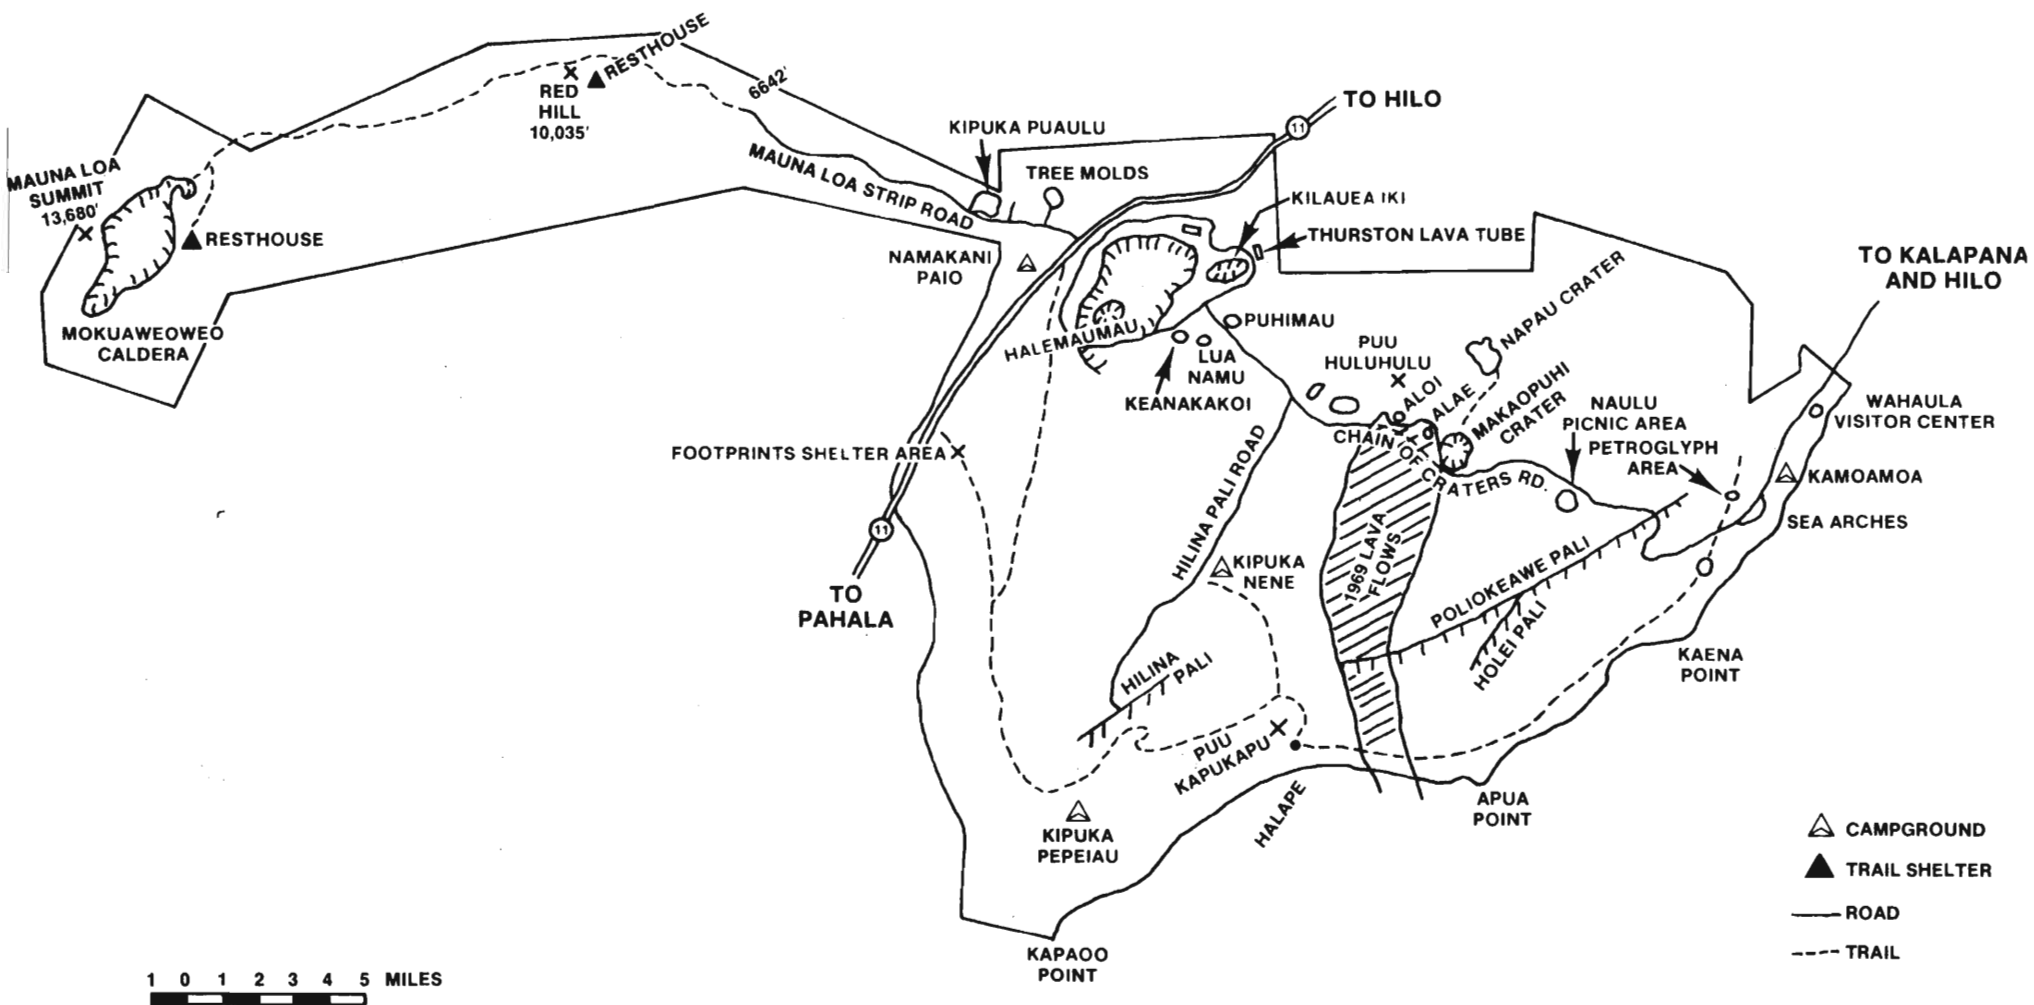 RESTHOUSE
6642'
RED
HILL
10,035'
MAUNA LOA
SUMMIT
13,680'
RESTHOUSE
MOKUAWEOWEO
CALDERA
MAUNA LOA STRIP ROAD
KIPUKA PUAULU
TREE MOLDS
11
TO HILO
NAMAKANI
PAIO
KILAUEA IKI
THURSTON LAVA TUBE
HALEMAUMAU
PUHIMAU
LUA
NAMU
KEANAKAKOI
PUU
HULUHULU
ALOI
ALAE
NAPAU CRATER
MAKAOPUHI
CRATER
NAULU
PICNIC AREA
PETROGLYPH
AREA
TO KALAPANA
AND HILO
WAHAULA
VISITOR CENTER
KAMOAMOA
SEA ARCHES
CHAIN OF CRATERS RD.
FOOTPRINTS SHELTER AREA
HILINA PALI ROAD
11
TO
PAHALA
KIPUKA
NENE
1969 LAVA
FLOWS
POLIOKEAWE PALI
HOLEI PALI
KAENA
POINT
HILINA
PALI
PUU
KAPUKAPU
HALAPE
APUA
POINT
KIPUKA
PEPEIAU
KAPAOO
POINT
CAMPGROUND
TRAIL SHELTER
ROAD
TRAIL
1 0 1 2 3 4 5 MILES